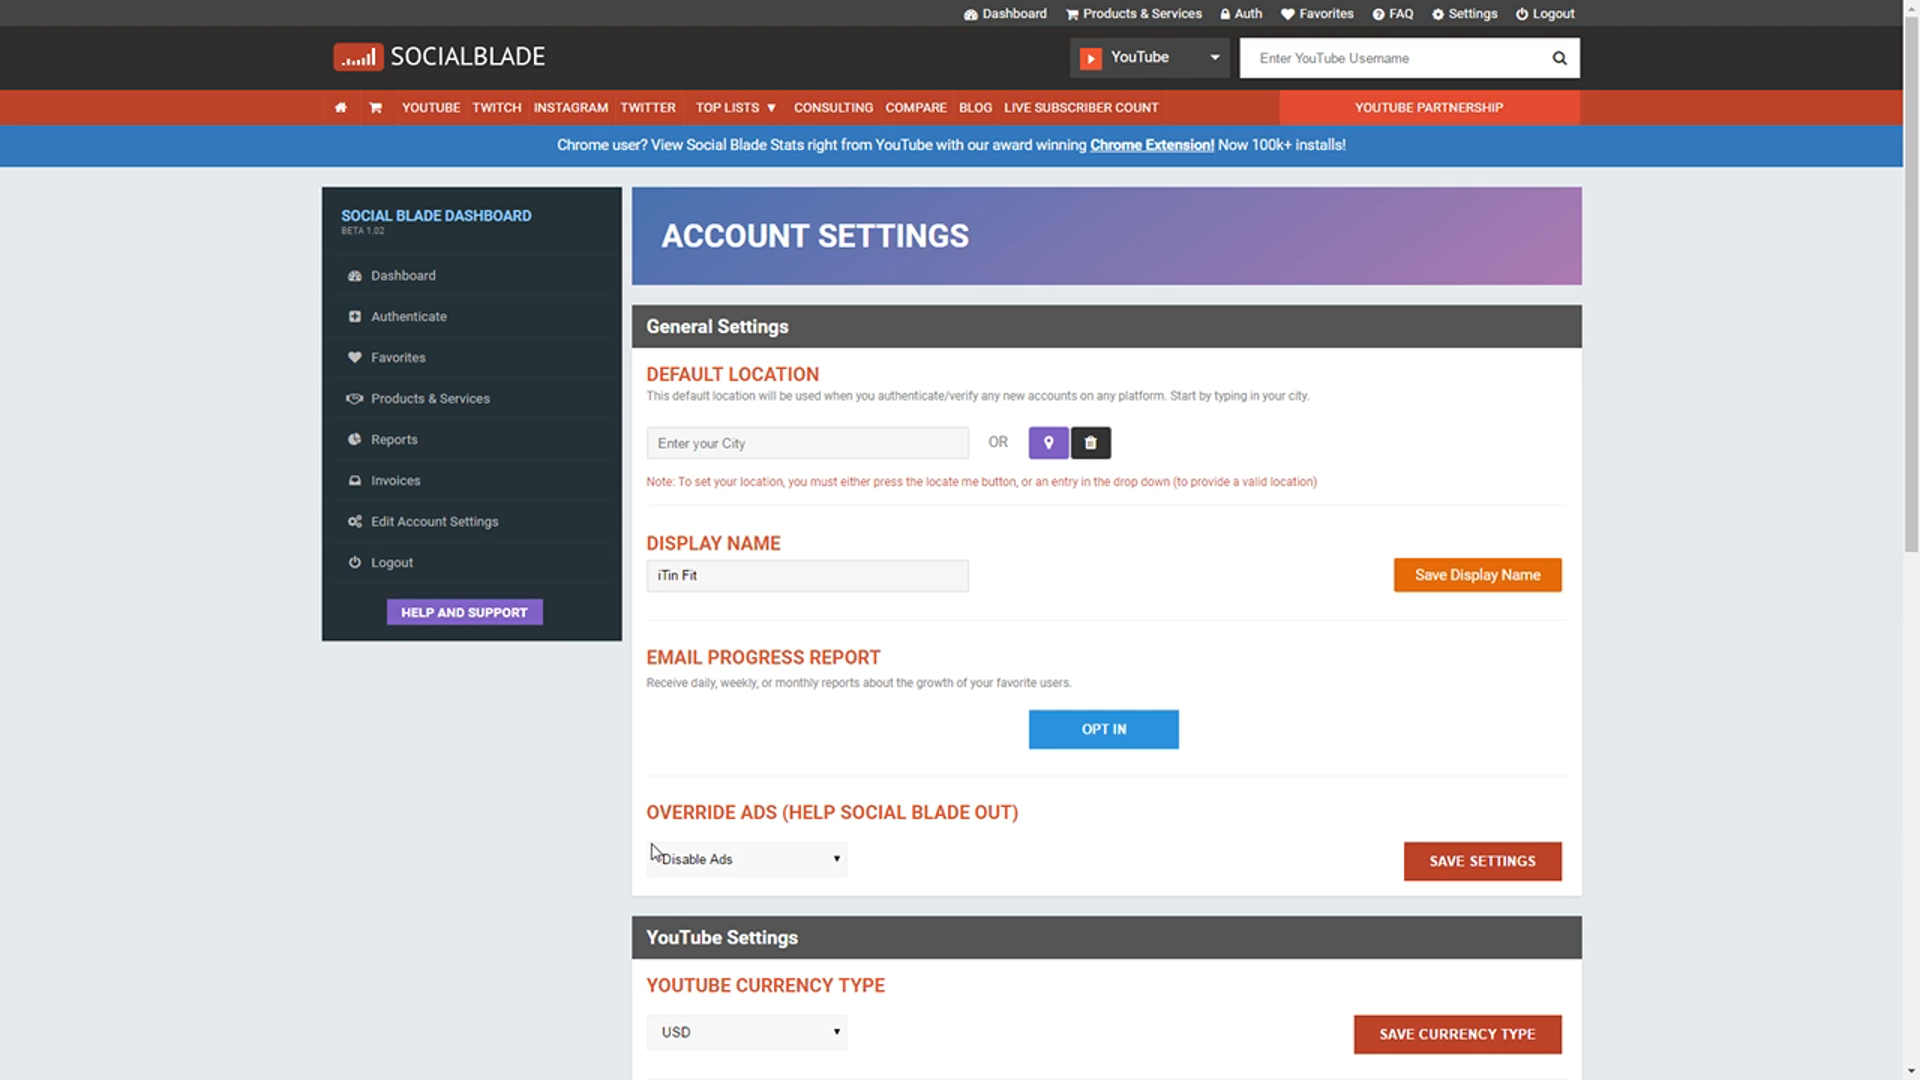 Dashboard Products & Services Auth Favorites FAQ Settings Logout
SOCIALBLADE
YouTube
Enter YouTube Username
YOUTUBE TWITCH INSTAGRAM TWITTER TOP LISTS ▼ CONSULTING COMPARE BLOG LIVE SUBSCRIBER COUNT YOUTUBE PARTNERSHIP
Chrome user? View Social Blade Stats right from YouTube with our award winning Chrome Extension! Now 100k+ installs!
SOCIAL BLADE DASHBOARD
BETA 1.02
Dashboard
Authenticate
Favorites
Products & Services
Reports
Invoices
Edit Account Settings
Logout
HELP AND SUPPORT
ACCOUNT SETTINGS
General Settings
DEFAULT LOCATION
This default location will be used when you authenticate/verify any new accounts on any platform. Start by typing in your city.
Enter your City
OR
Note: To set your location, you must either press the locate me button, or an entry in the drop down (to provide a valid location)
DISPLAY NAME
iTin Fit
Save Display Name
EMAIL PROGRESS REPORT
Receive daily, weekly, or monthly reports about the growth of your favorite users.
OPT IN
OVERRIDE ADS (HELP SOCIAL BLADE OUT)
Disable Ads
SAVE SETTINGS
YouTube Settings
YOUTUBE CURRENCY TYPE
USD
SAVE CURRENCY TYPE